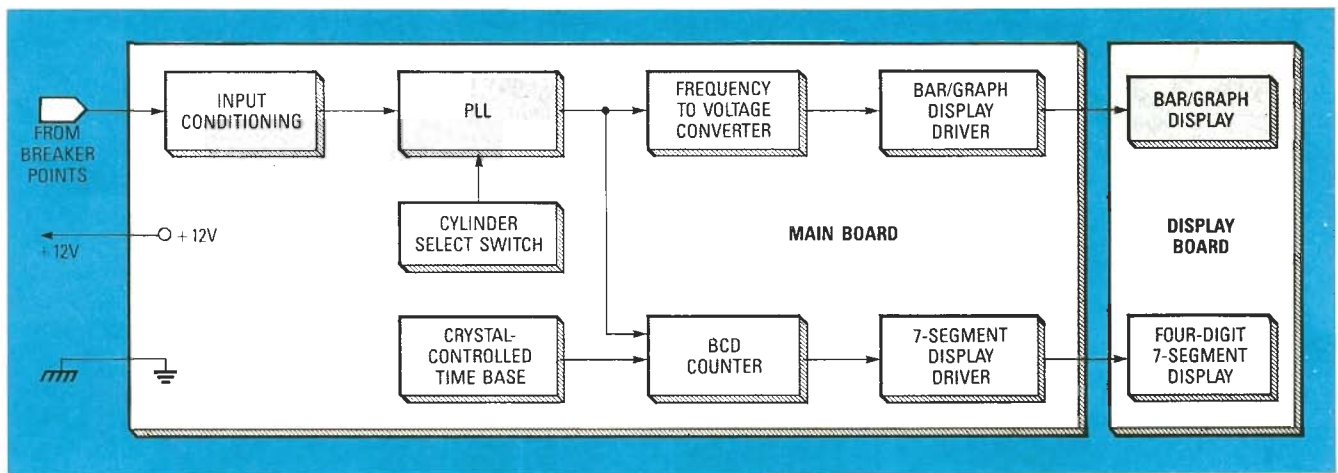 FROM
BREAKER
POINTS
+12V
+12V
INPUT
CONDITIONING
PLL
FREQUENCY
TO VOLTAGE
CONVERTER
BAR/GRAPH
DISPLAY
DRIVER
BAR/GRAPH
DISPLAY
CYLINDER
SELECT SWITCH
MAIN BOARD
DISPLAY
BOARD
CRYSTAL-
CONTROLLED
TIME BASE
BCD
COUNTER
7-SEGMENT
DISPLAY
DRIVER
FOUR-DIGIT
7-SEGMENT
DISPLAY